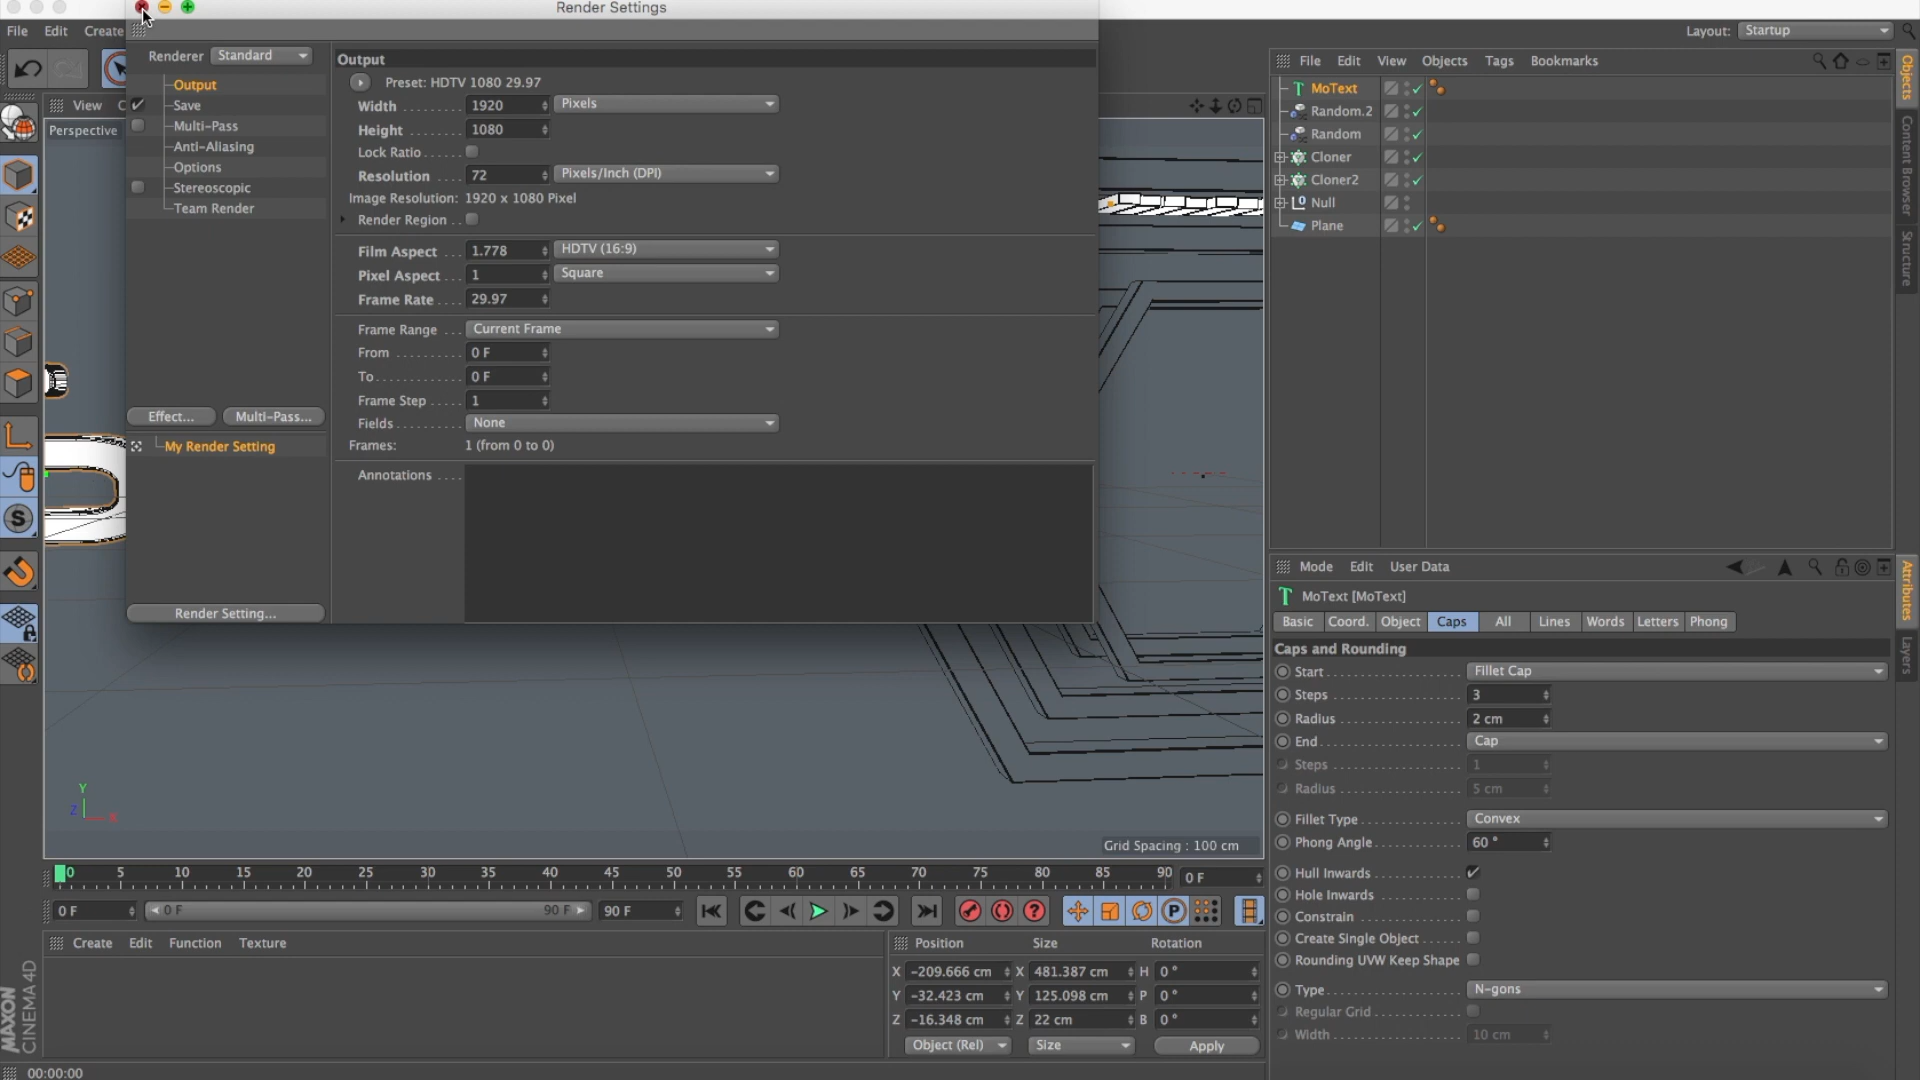 Render Settings
File Edit Create
Layout: Startup
Renderer Standard
Output
Save
Multi-Pass
Anti-Aliasing
Options
Stereoscopic
Team Render
Effect... Multi-Pass...
My Render Setting
Render Setting...
Output
Preset: HDTV 1080 29.97
Width 1920 Pixels
Height 1080
Lock Ratio
Resolution 72 Pixels/Inch (DPI)
Image Resolution: 1920 x 1080 Pixel
Render Region
Film Aspect 1.778 HDTV (16:9)
Pixel Aspect 1 Square
Frame Rate 29.97
Frame Range Current Frame
From 0 F
To 0 F
Frame Step 1
Fields None
Frames: 1 (from 0 to 0)
Annotations
View C
Perspective
Y
Z X
Grid Spacing : 100 cm
File Edit View Objects Tags Bookmarks
MoText
Random.2
Random
Cloner
Cloner2
Null
Plane
Objects
Content Browser
Structure
Mode Edit User Data
MoText [MoText]
Basic Coord. Object Caps All Lines Words Letters Phong
Caps and Rounding
Start Fillet Cap
Steps 3
Radius 2 cm
End Cap
Steps 1
Radius 5 cm
Fillet Type Convex
Phong Angle 60 °
Hull Inwards
Hole Inwards
Constrain
Create Single Object
Rounding UVW Keep Shape
Type N-gons
Regular Grid
Width 10 cm
Attributes
Layers
0 5 10 15 20 25 30 35 40 45 50 55 60 65 70 75 80 85 90 0 F
0 F 0 F 90 F 90 F
Create Edit Function Texture
Position Size Rotation
X -209.666 cm X 481.387 cm H 0 °
Y -32.423 cm Y 125.098 cm P 0 °
Z -16.348 cm Z 22 cm B 0 °
Object (Rel) Size Apply
MAXON
CINEMA 4D
00:00:00